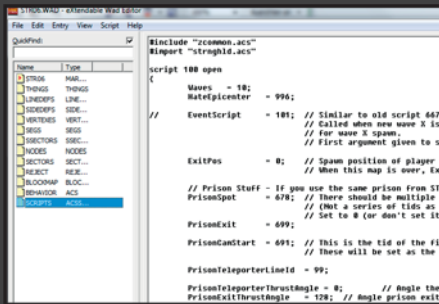 STR06.WAD - eXtendable Wad Editor
File Edit Entry View Script Help
QuickFind:
Name Type
STR06 MAR...
THINGS THINGS
LINEDEFS LINE...
SIDEDEFS SIDE...
VERTEXES VERT...
SEGS SEGS
SSECTORS SSEC...
NODES NODES
SECTORS SECT...
REJECT REJE...
BLOCKMAP BLOC...
BEHAVIOR ACS
SCRIPTS ACSS...
#include "zcommon.acs"
#import "strnghld.acs"
script 100 open
{
Waves = 10;
HateEpicenter = 996;
// EventScript = 101; // Similar to old script 667
// Called when new wave X is
// for wave X spawn.
// First argument given to s
ExitPos = 0; // Spawn position of player
// When this map is over, Ex
// Prison Stuff - If you use the same prison from ST
PrisonSpot = 670; // There should be multiple
// (Not a series of tids as
// Set to 0 (or don't set it
PrisonExit = 699;
PrisonCamStart = 691; // This is the tid of the fi
// These will be set as the
PrisonTeleporterLineId = 99;
PrisonTeleporterThrustAngle = 0; // Angle the
PrisonExitThrustAngle = 128; // Angle prison exit